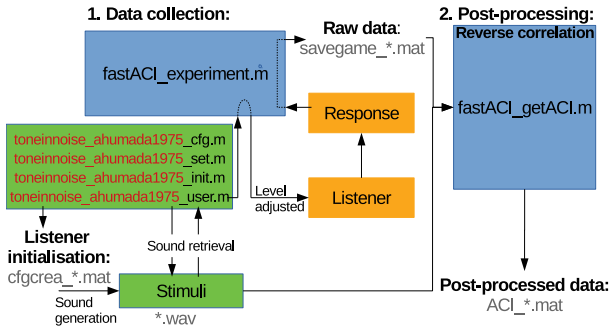 1. Data collection:
Raw data:
savegame_*.mat
2. Post-processing:
Reverse correlation
fastACI_experiment.m
fastACI_getACI.m
Response
toneinnoise_ahumada1975_cfg.m
toneinnoise_ahumada1975_set.m
toneinnoise_ahumada1975_init.m
toneinnoise_ahumada1975_user.m
Level
adjusted
Listener
Listener
initialisation:
cfgcrea_*.mat
Sound retrieval
Sound
generation
Stimuli
*.wav
Post-processed data:
ACI_*.mat